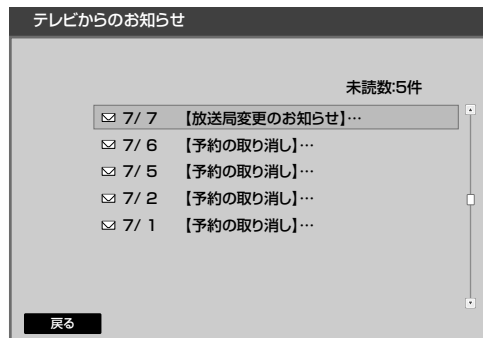 テレビからのお知らせ
未読数:5件
7/ 7 【放送局変更のお知らせ】…
7/ 6 【予約の取り消し】…
7/ 5 【予約の取り消し】…
7/ 2 【予約の取り消し】…
7/ 1 【予約の取り消し】…
戻る